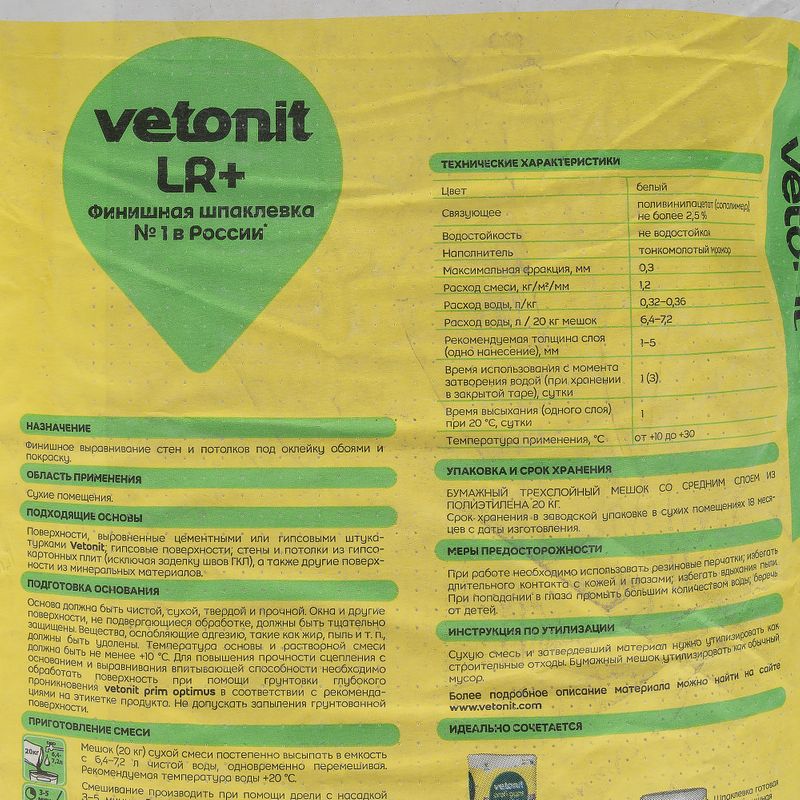 vetonit
LR+
Финишная шпаклевка
№ 1 в России*
НАЗНАЧЕНИЕ
Финишное выравнивание стен и потолков под оклейку обоями и
покраску.
ОБЛАСТЬ ПРИМЕНЕНИЯ
Сухие помещения.
ПОДХОДЯЩИЕ ОСНОВЫ
Поверхности, выровненные цементными или гипсовыми штука-
турками Vetonit; гипсовые поверхности; стены и потолки из гипсо-
картонных плит (исключая заделку швов ГКЛ), а также другие поверх-
ности из минеральных материалов.
ПОДГОТОВКА ОСНОВАНИЯ
Основа должна быть чистой, сухой, твердой и прочной. Окна и другие
поверхности, не подвергающиеся обработке, должны быть тщательно
защищены. Вещества, ослабляющие адгезию, такие как жир, пыль и т. п.,
должны быть удалены. Температура основы и растворной смеси
должна быть не менее +10 °С. Для повышения прочности сцепления с
основанием и выравнивания впитывающей способности необходимо
обработать поверхность при помощи грунтовки глубокого
проникновения vetonit prim optimus в соответствии с рекоменда-
циями на этикетке продукта. Не допускать запыления грунтованной
поверхности.
ПРИГОТОВЛЕНИЕ СМЕСИ
20кг
6,4-
7,2л
Мешок (20 кг) сухой смеси постепенно высыпать в емкость
с 6,4–7,2 л чистой воды, одновременно перемешивая.
Рекомендуемая температура воды +20 °С.
3-5
Смешивание производить при помощи дрели с насадкой
ТЕХНИЧЕСКИЕ ХАРАКТЕРИСТИКИ
Цвет белый
Связующее поливинилацетат (сополимер), не более 2,5 %
Водостойкость не водостойкая
Наполнитель тонкомолотый мрамор
Максимальная фракция, мм 0,3
Расход смеси, кг/м²/мм 1,2
Расход воды, л/кг 0,32–0,36
Расход воды, л / 20 кг мешок 6,4–7,2
Рекомендуемая толщина слоя
(одно нанесение), мм 1–5
Время использования с момента
затворения водой (при хранении
в закрытой таре), сутки 1 (3)
Время высыхания (одного слоя)
при 20 °С, сутки 1
Температура применения, °С от +10 до +30
УПАКОВКА И СРОК ХРАНЕНИЯ
БУМАЖНЫЙ ТРЕХСЛОЙНЫЙ МЕШОК СО СРЕДНИМ СЛОЕМ ИЗ
ПОЛИЭТИЛЕНА 20 КГ.
Срок хранения в заводской упаковке в сухих помещениях 18 меся-
цев с даты изготовления.
МЕРЫ ПРЕДОСТОРОЖНОСТИ
При работе необходимо использовать резиновые перчатки; избегать
длительного контакта с кожей и глазами; избегать вдыхания пыли.
При попадании в глаза промыть большим количеством воды; беречь
от детей.
ИНСТРУКЦИЯ ПО УТИЛИЗАЦИИ
Сухую смесь и затвердевший материал нужно утилизировать как
строительные отходы. Бумажный мешок утилизировать как обычный
мусор.
Более подробное описание материала можно найти на сайте
www.vetonit.com
ИДЕАЛЬНО СОЧЕТАЕТСЯ
vetonit
Шпаклевка готовая
vetonit